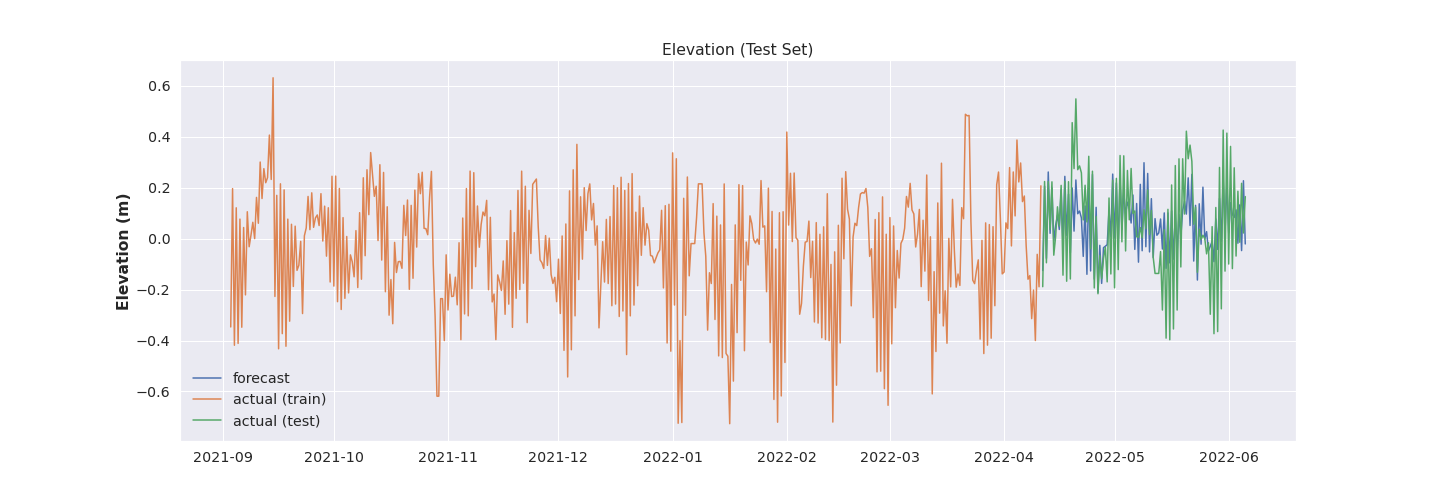 Elevation (Test Set)
Elevation (m)
0.6
0.4
0.2
0.0
−0.2
−0.4
−0.6
forecast
actual (train)
actual (test)
2021-09 2021-10 2021-11 2021-12 2022-01 2022-02 2022-03 2022-04 2022-05 2022-06